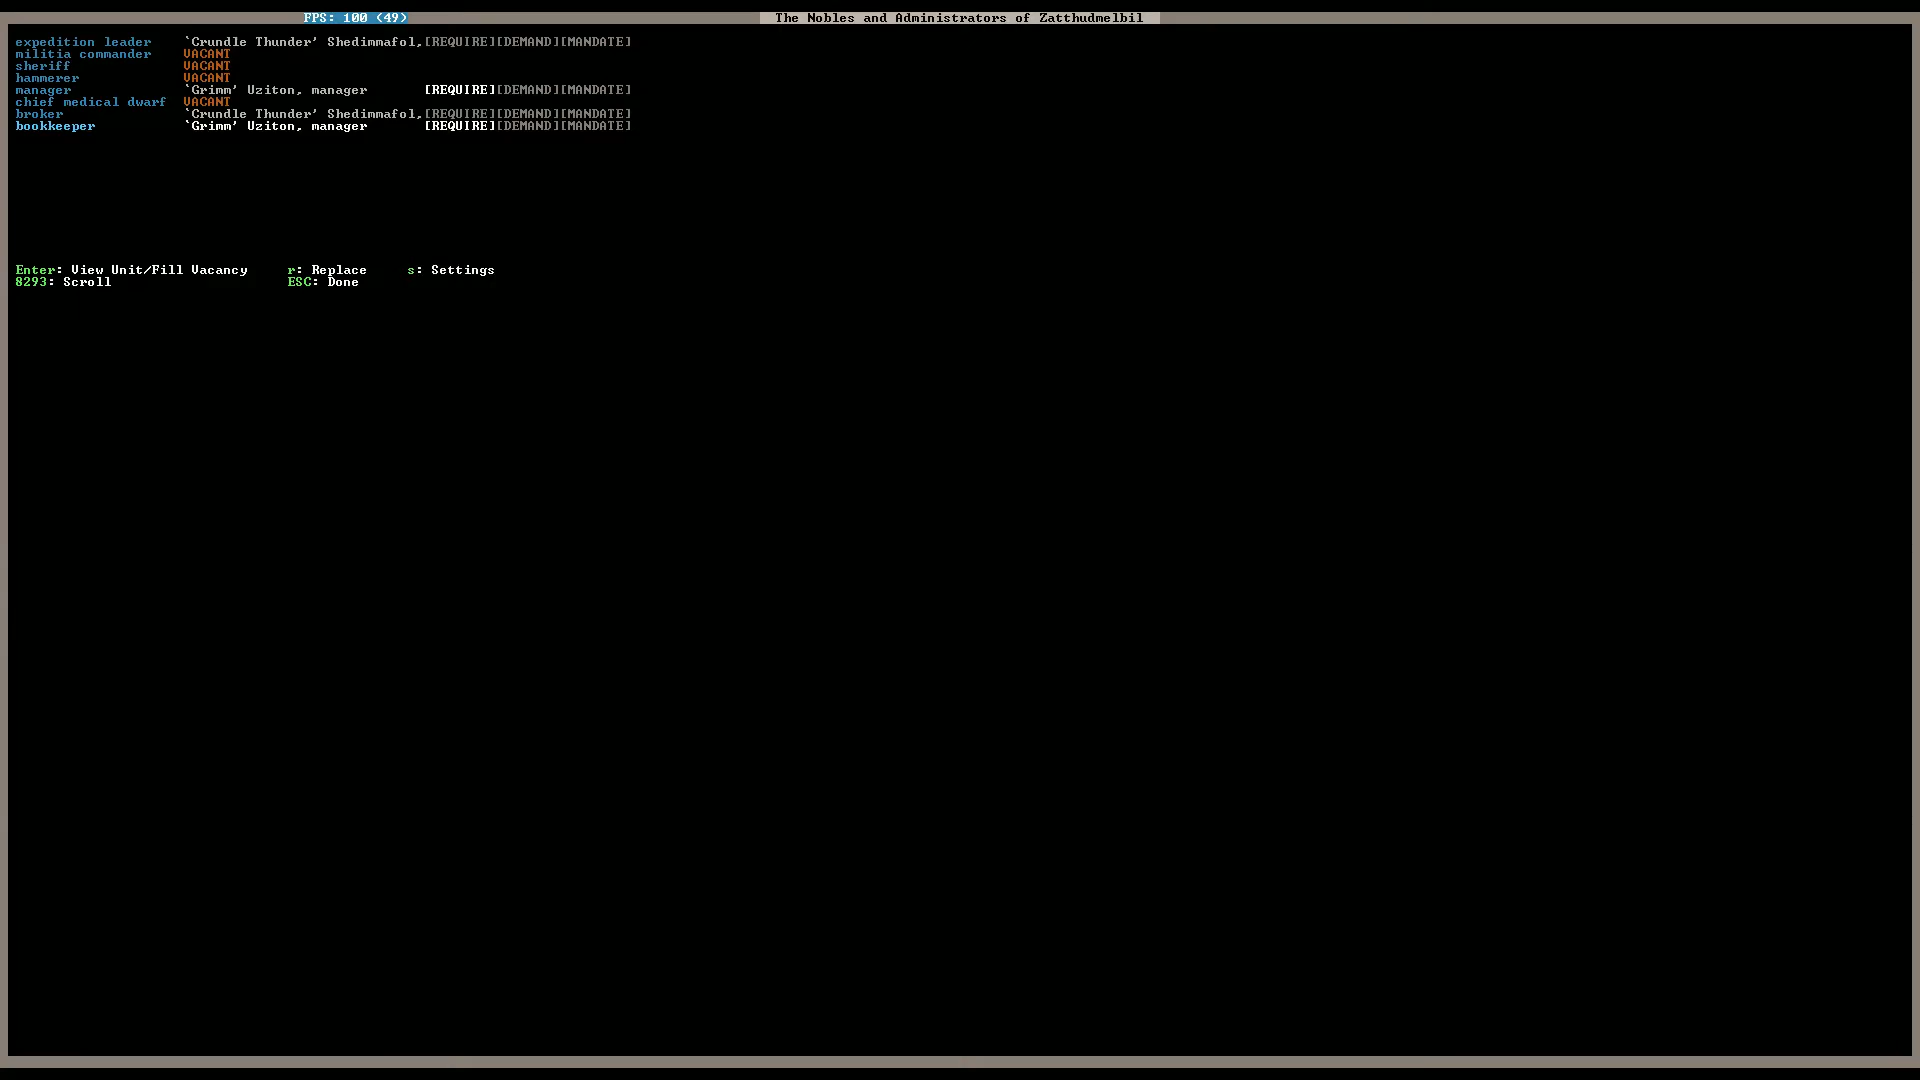 FPS: 100 (49) The Nobles and Administrators of Zatthudmelbil
expedition leader `Crundle Thunder' Shedimmafol,[REQUIRE][DEMAND][MANDATE]
militia commander VACANT
sheriff VACANT
hammerer VACANT
manager `Grimm' Uziton, manager [REQUIRE][DEMAND][MANDATE]
chief medical dwarf VACANT
broker `Crundle Thunder' Shedimmafol,[REQUIRE][DEMAND][MANDATE]
bookkeeper `Grimm' Uziton, manager [REQUIRE][DEMAND][MANDATE]
Enter: View Unit/Fill Vacancy r: Replace s: Settings
8293: Scroll ESC: Done